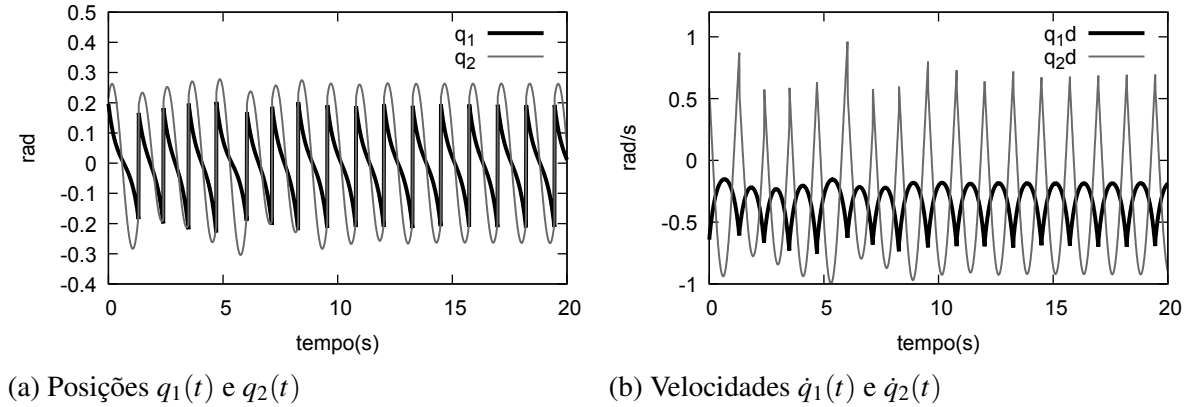 0.5
0.4
0.3
0.2
0.1
0
-0.1
-0.2
-0.3
-0.4
rad
0 5 10 15 20
tempo(s)
q1
q2
(a) Posições q1(t) e q2(t)
1
0.5
0
-0.5
-1
rad/s
0 5 10 15 20
tempo(s)
q1d
q2d
(b) Velocidades q̇1(t) e q̇2(t)